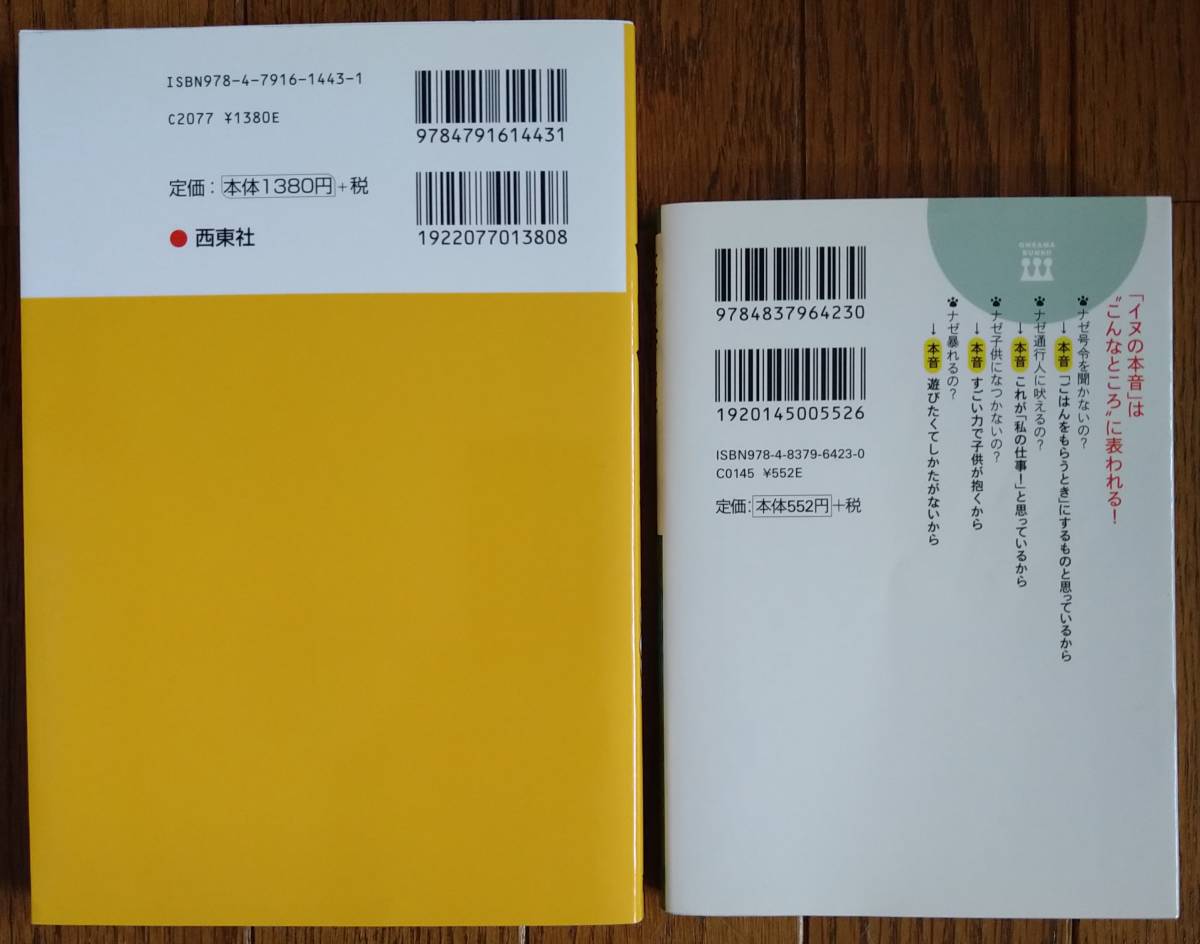 ISBN978-4-7916-1443-1
C2077 ¥1380E
9784791614431
定価：本体1380円+税
1922077013808
西東社
OHSAMA
BUNKO
9784837964230
1920145005526
ISBN978-4-8379-6423-0
C0145 ¥552E
定価：本体552円+税
「イヌの本音」は
“こんなところ”に表われる！
ナゼ号令を聞かないの？
→本音「ごはんをもらうとき」にするものと思っているから
ナゼ通行人に吠えるの？
→本音 これが「私の仕事！」と思っているから
ナゼ子供になつかないの？
→本音 すごい力で子供が抱くから
ナゼ暴れるの？
→本音 遊びたくてしかたがないから